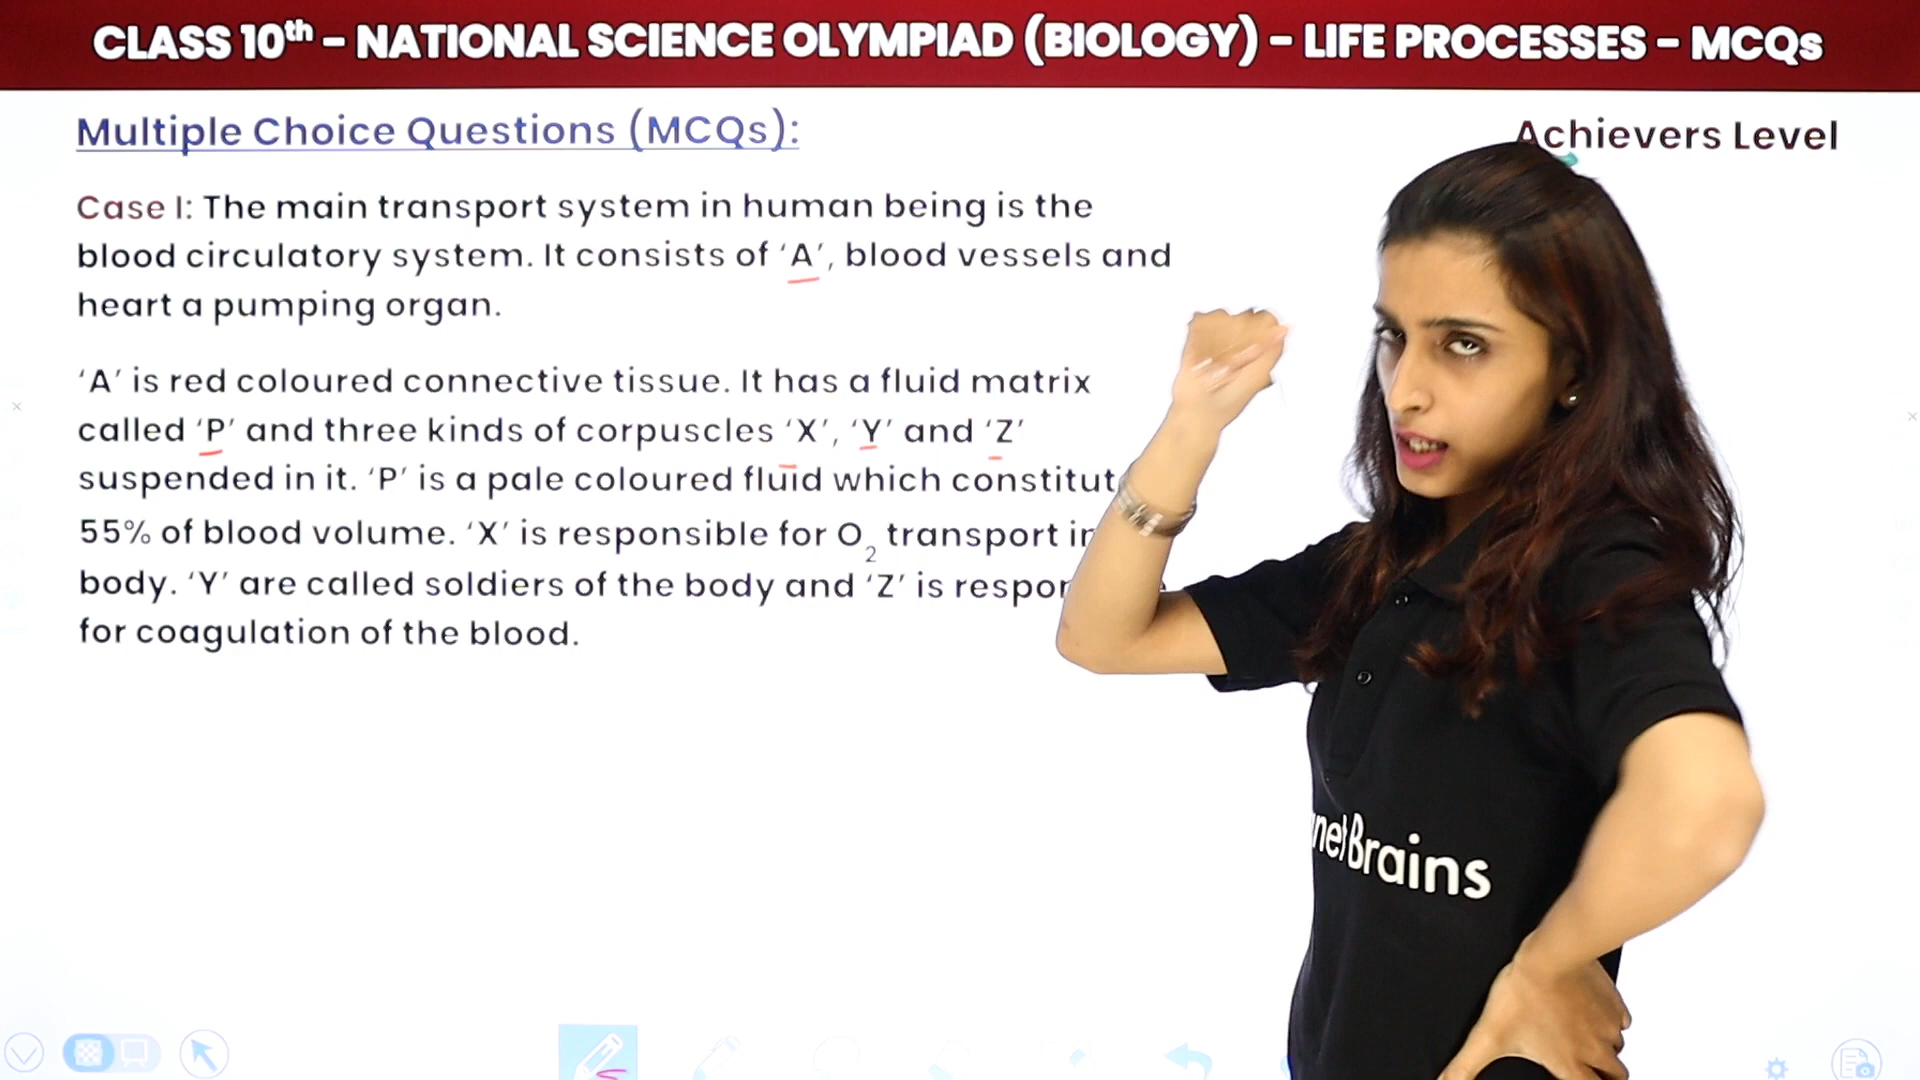 CLASS 10th - NATIONAL SCIENCE OLYMPIAD (BIOLOGY) - LIFE PROCESSES - MCQs
Multiple Choice Questions (MCQs):
Achievers Level
Case I: The main transport system in human being is the
blood circulatory system. It consists of 'A', blood vessels and
heart a pumping organ.
'A' is red coloured connective tissue. It has a fluid matrix
called 'P' and three kinds of corpuscles 'X', 'Y' and 'Z'
suspended in it. 'P' is a pale coloured fluid which
55% of blood volume. 'X' is responsible for O2 transport
body. 'Y' are called soldiers of the body and 'Z' is
for coagulation of the blood.
netBrains